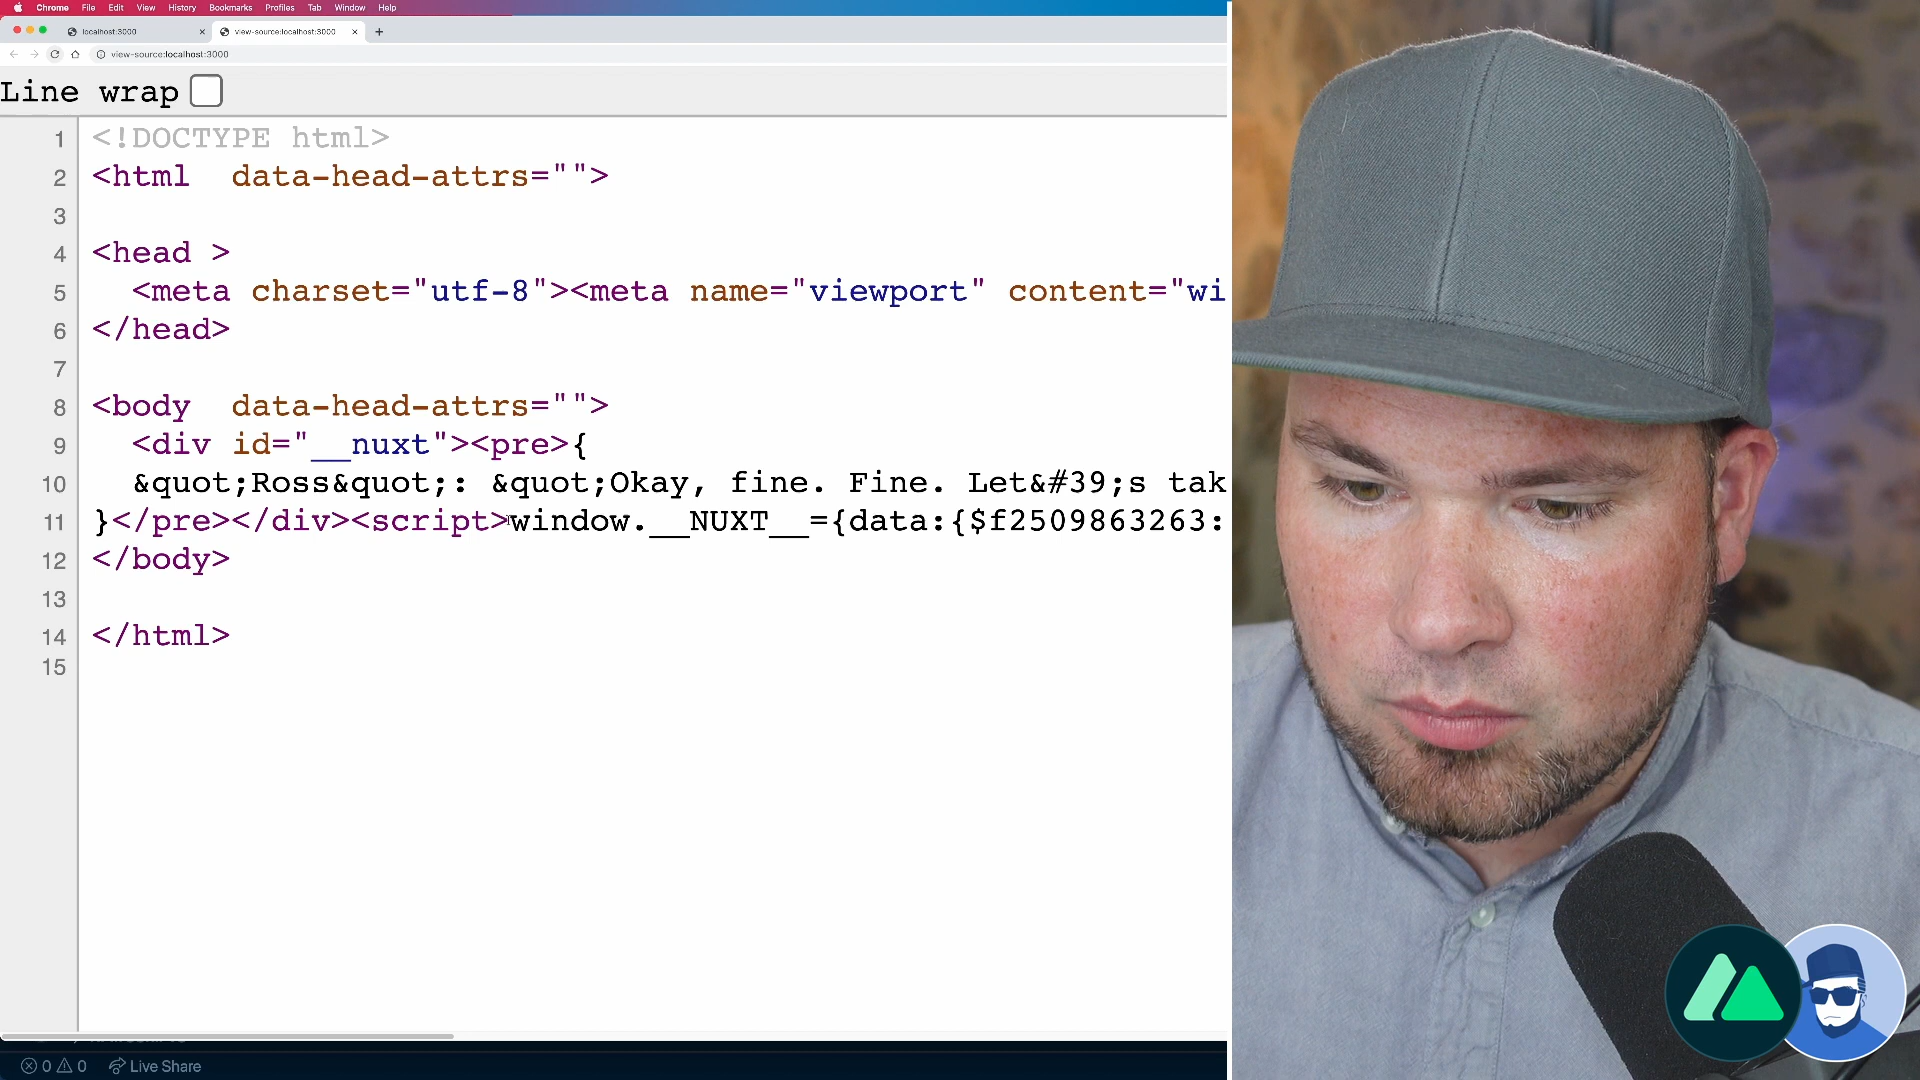 Chrome File Edit View History Bookmarks Profiles Tab Window Help
localhost:3000
view-source:localhost:3000
view-source:localhost:3000
Line wrap
1 <!DOCTYPE html>
2 <html  data-head-attrs="">
3
4 <head >
5   <meta charset="utf-8"><meta name="viewport" content="wi
6 </head>
7
8 <body  data-head-attrs="">
9   <div id="__nuxt"><pre>{
10   &quot;Ross&quot;: &quot;Okay, fine. Fine. Let&#39;s tak
11 }</pre></div><script>window.__NUXT__={data:{$f2509863263:
12 </body>
13
14 </html>
15
0 0 Live Share